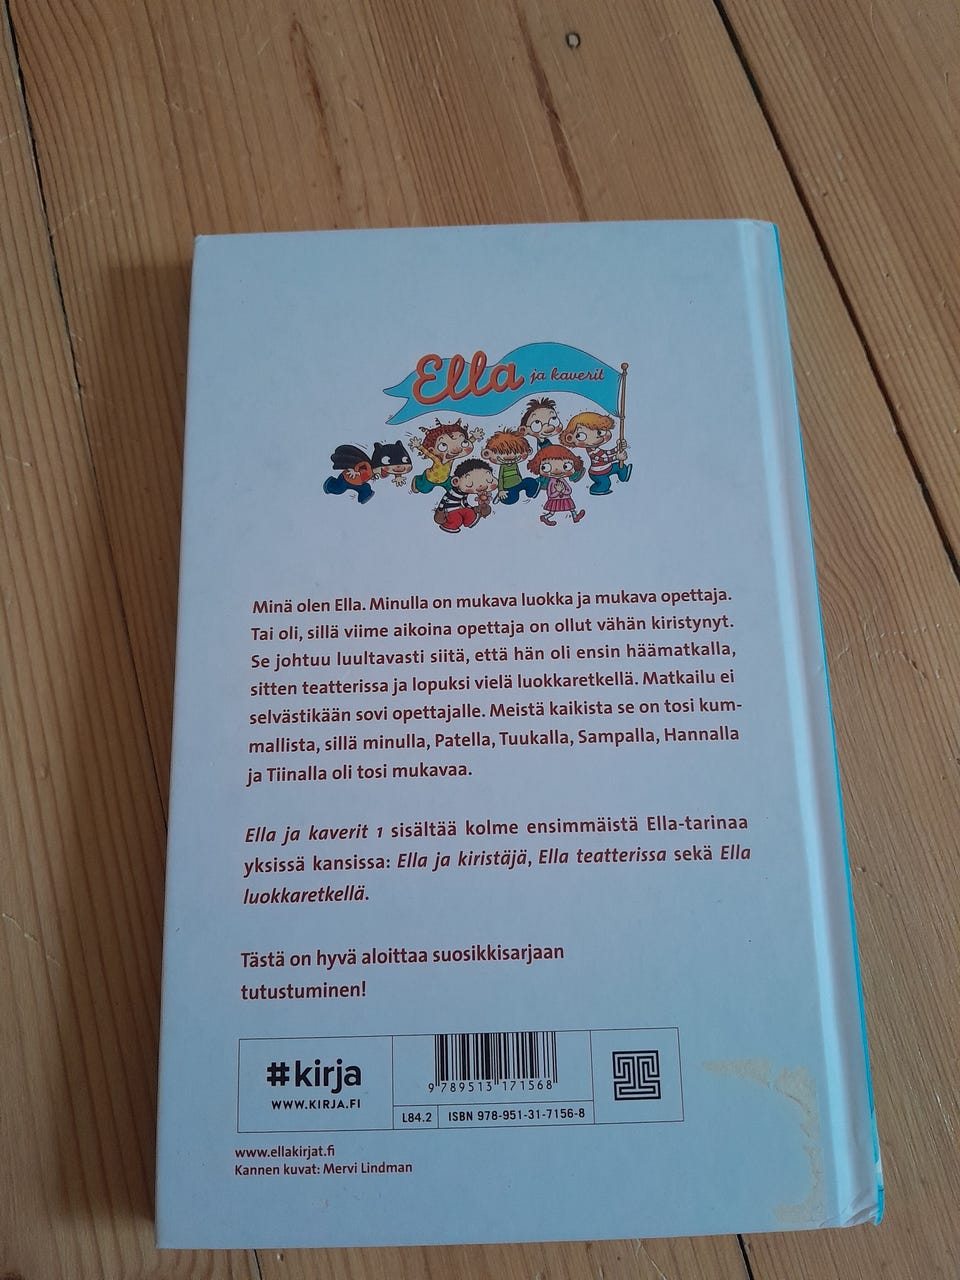 Ella ja kaverit
Minä olen Ella. Minulla on mukava luokka ja mukava opettaja.
Tai oli, sillä viime aikoina opettaja on ollut vähän kiristynyt.
Se johtuu luultavasti siitä, että hän oli ensin häämatkalla,
sitten teatterissa ja lopuksi vielä luokkaretkellä. Matkailu ei
selvästikään sovi opettajalle. Meistä kaikista se on tosi kum-
mallista, sillä minulla, Patella, Tuukalla, Sampalla, Hannalla
ja Tiinalla oli tosi mukavaa.
Ella ja kaverit 1 sisältää kolme ensimmäistä Ella-tarinaa
yksissä kansissa: Ella ja kiristäjä, Ella teatterissa sekä Ella
luokkaretkellä.
Tästä on hyvä aloittaa suosikkisarjaan
tutustuminen!
#kirja
WWW.KIRJA.FI
9 789513 171568
L84.2
ISBN 978-951-31-7156-8
www.ellakirjat.fi
Kannen kuvat: Mervi Lindman